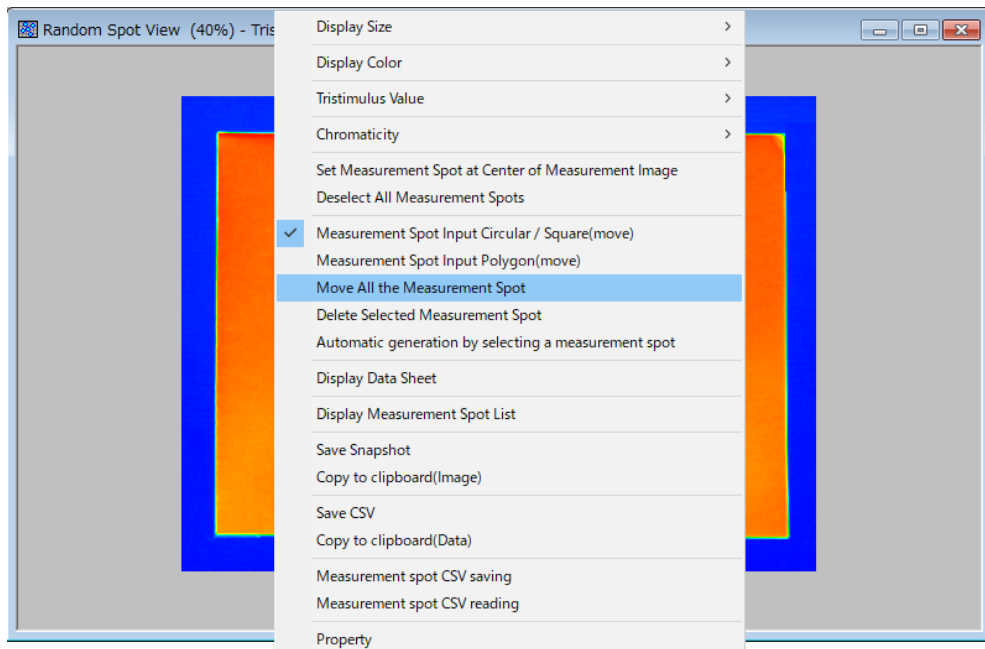 Random Spot View (40%) - Tris
Display Size
Display Color
Tristimulus Value
Chromaticity
Set Measurement Spot at Center of Measurement Image
Deselect All Measurement Spots
Measurement Spot Input Circular / Square(move)
Measurement Spot Input Polygon(move)
Move All the Measurement Spot
Delete Selected Measurement Spot
Automatic generation by selecting a measurement spot
Display Data Sheet
Display Measurement Spot List
Save Snapshot
Copy to clipboard(Image)
Save CSV
Copy to clipboard(Data)
Measurement spot CSV saving
Measurement spot CSV reading
Property